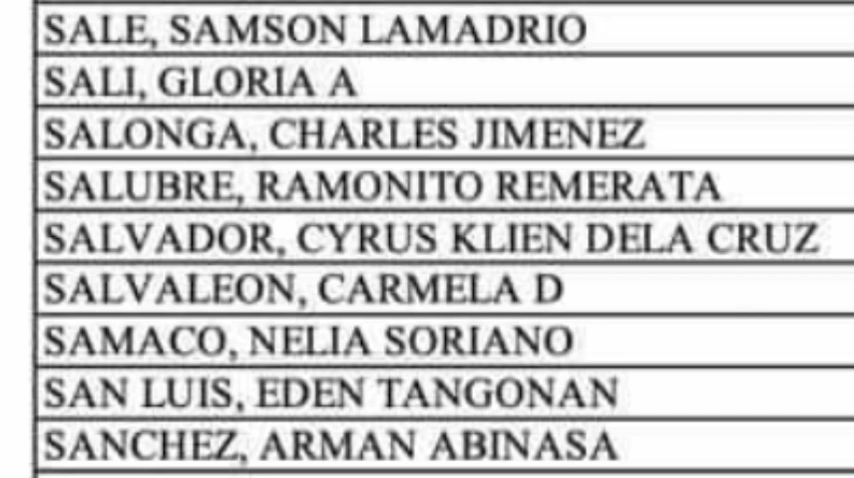 SALE, SAMSON LAMADRIO
SALI, GLORIA A
SALONGA, CHARLES JIMENEZ
SALUBRE, RAMONITO REMERATA
SALVADOR, CYRUS KLIEN DELA CRUZ
SALVALEON, CARMELA D
SAMACO, NELIA SORIANO
SAN LUIS, EDEN TANGONAN
SANCHEZ, ARMAN ABINASA